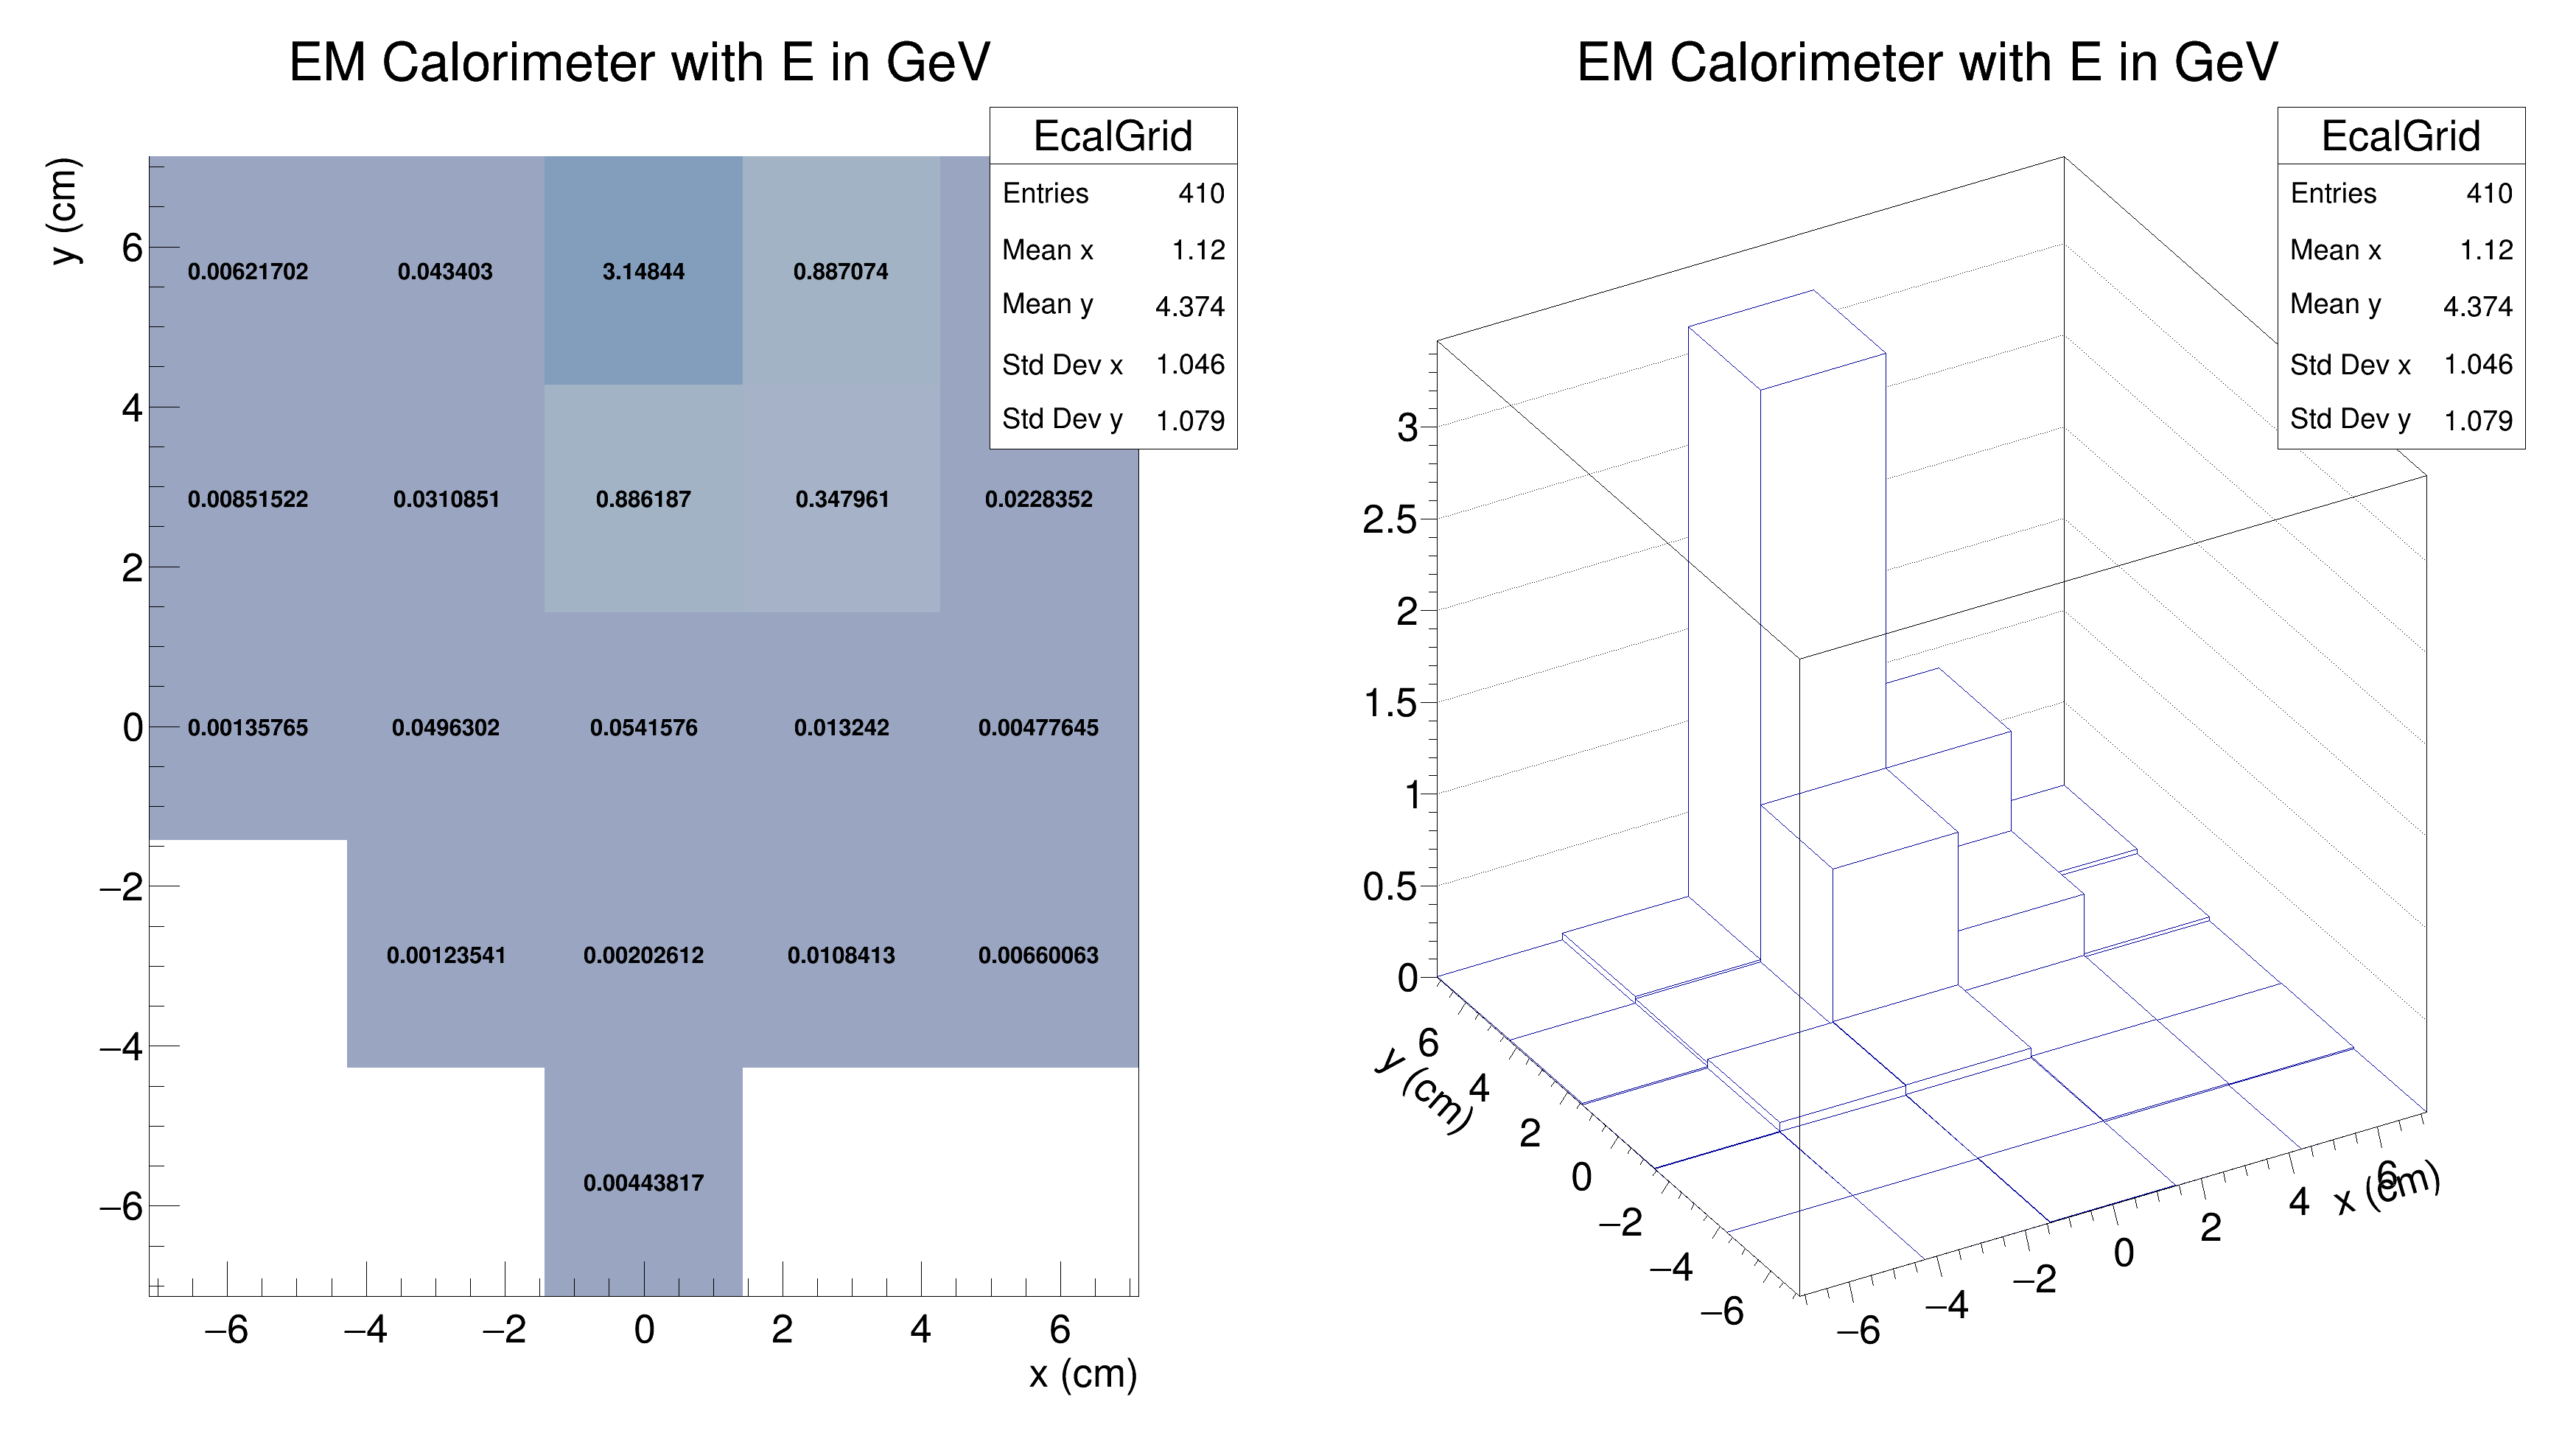 EM Calorimeter with E in GeV
EcalGrid
Entries 410
Mean x 1.12
Mean y 4.374
Std Dev x 1.046
Std Dev y 1.079
y (cm)
6
4
2
0
−2
−4
−6
0.00621702 0.043403 3.14844 0.887074
0.00851522 0.0310851 0.886187 0.347961 0.0228352
0.00135765 0.0496302 0.0541576 0.013242 0.00477645
0.00123541 0.00202612 0.0108413 0.00660063
0.00443817
−6 −4 −2 0 2 4 6
x (cm)
EM Calorimeter with E in GeV
EcalGrid
Entries 410
Mean x 1.12
Mean y 4.374
Std Dev x 1.046
Std Dev y 1.079
3
2.5
2
1.5
1
0.5
0
y (cm)
6
4
2
0
−2
−4
−6
−6 −4 −2 0 2 4 6
x (cm)